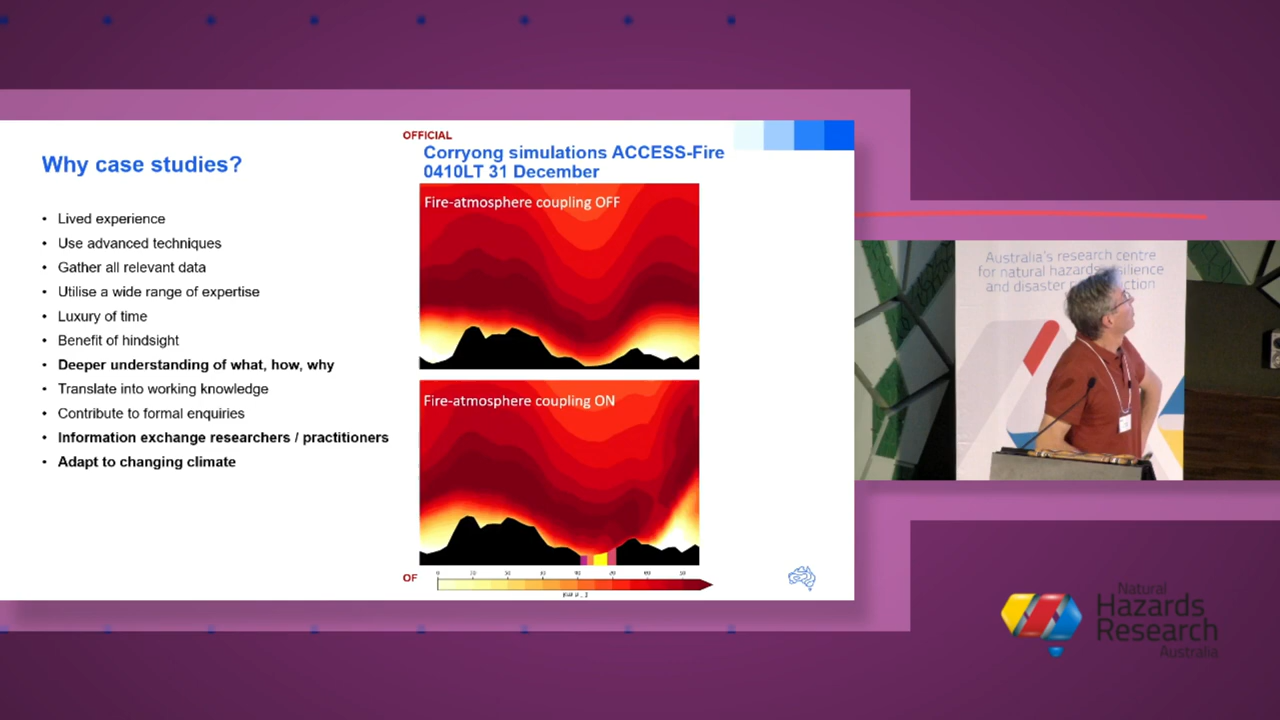 OFFICIAL
Why case studies?
• Lived experience
• Use advanced techniques
• Gather all relevant data
• Utilise a wide range of expertise
• Luxury of time
• Benefit of hindsight
• Deeper understanding of what, how, why
• Translate into working knowledge
• Contribute to formal enquiries
• Information exchange researchers / practitioners
• Adapt to changing climate
Corryong simulations ACCESS-Fire
0410LT 31 December
Fire-atmosphere coupling OFF
Fire-atmosphere coupling ON
OF
Australia's research centre
for natural hazards
and disaster
Natural
Hazards
Research
Australia